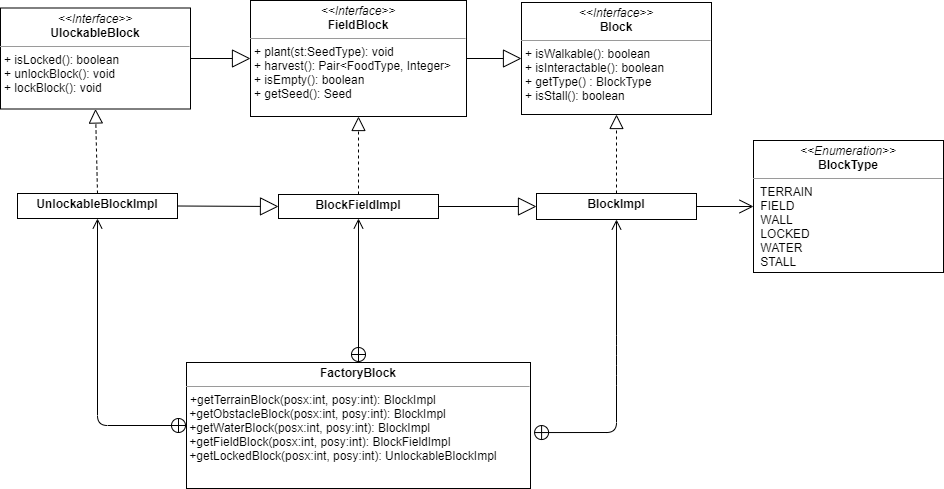 <<Interface>>
UlockableBlock
+ isLocked(): boolean
+ unlockBlock(): void
+ lockBlock(): void
<<Interface>>
FieldBlock
+ plant(st:SeedType): void
+ harvest(): Pair<FoodType, Integer>
+ isEmpty(): boolean
+ getSeed(): Seed
<<Interface>>
Block
+ isWalkable(): boolean
+ isInteractable(): boolean
+ getType() : BlockType
+ isStall(): boolean
<<Enumeration>>
BlockType
TERRAIN
FIELD
WALL
LOCKED
WATER
STALL
UnlockableBlockImpl
BlockFieldImpl
BlockImpl
FactoryBlock
+getTerrainBlock(posx:int, posy:int): BlockImpl
+getObstacleBlock(posx:int, posy:int): BlockImpl
+getWaterBlock(posx:int, posy:int): BlockImpl
+getFieldBlock(posx:int, posy:int): BlockFieldImpl
+getLockedBlock(posx:int, posy:int): UnlockableBlockImpl